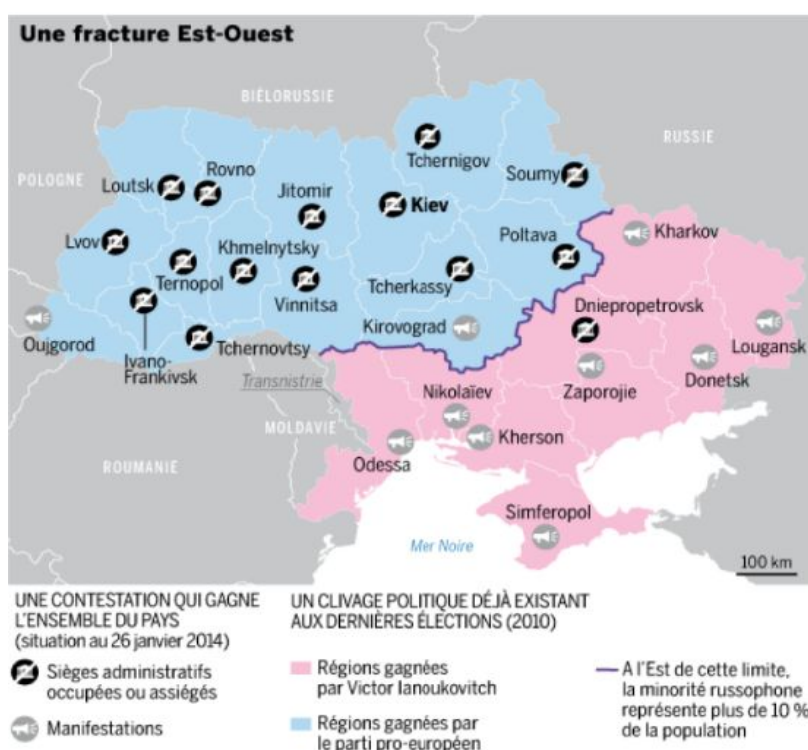 Une fracture Est-Ouest
BIÉLORUSSIE
RUSSIE
POLOGNE
Tchernigov
Rovno
Loutsk
Soumy
Jitomir
Kiev
Lvov
Poltava
Kharkov
Khmelnytsky
Ternopol
Tcherkassy
Vinnitsa
Dniepropetrovsk
Kirovograd
Lougansk
Oujgorod
Ivano-
Frankivsk
Tchernovtsy
Donetsk
Zaporojie
Transnistrie
Nikolaïev
MOLDAVIE
Kherson
Odessa
ROUMANIE
Simferopol
Mer Noire
100 km
UNE CONTESTATION QUI GAGNE
L'ENSEMBLE DU PAYS
(situation au 26 janvier 2014)
Sièges administratifs
occupées ou assiégés
Manifestations
UN CLIVAGE POLITIQUE DÉJÀ EXISTANT
AUX DERNIÈRES ÉLECTIONS (2010)
Régions gagnées
par Victor Ianoukovitch
Régions gagnées par
le parti pro-européen
A l'Est de cette limite,
la minorité russophone
représente plus de 10 %
de la population